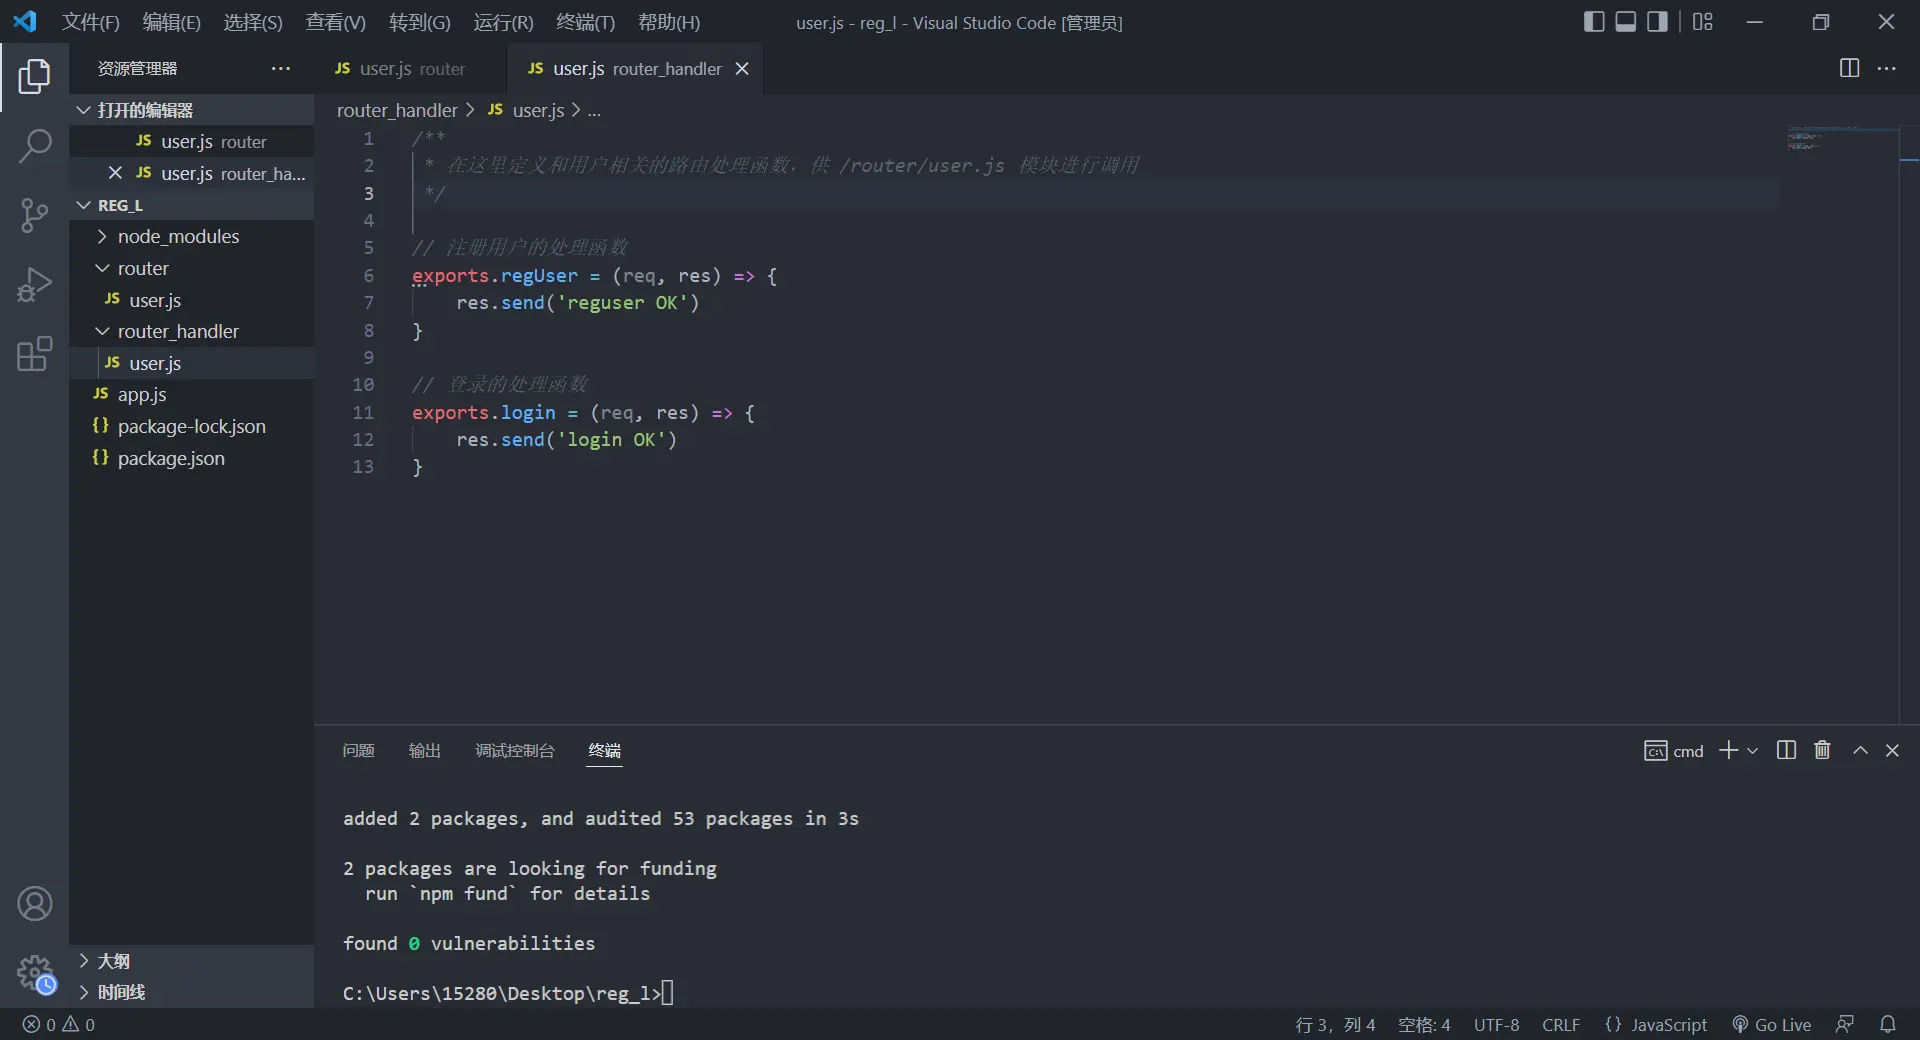 文件(F) 编辑(E) 选择(S) 查看(V) 转到(G) 运行(R) 终端(T) 帮助(H) user.js - reg_l - Visual Studio Code [管理员]
资源管理器 ··· JS user.js router JS user.js router_handler
打开的编辑器
JS user.js router
JS user.js router_ha...
REG_L
node_modules
router
JS user.js
router_handler
JS user.js
JS app.js
{} package-lock.json
{} package.json
大纲
时间线
router_handler > JS user.js > ...
1 /**
2 * 在这里定义和用户相关的路由处理函数，供 /router/user.js 模块进行调用
3 */
4
5 // 注册用户的处理函数
6 exports.regUser = (req, res) => {
7 res.send('reguser OK')
8 }
9
10 // 登录的处理函数
11 exports.login = (req, res) => {
12 res.send('login OK')
13 }
问题 输出 调试控制台 终端 cmd
added 2 packages, and audited 53 packages in 3s
2 packages are looking for funding
run `npm fund` for details
found 0 vulnerabilities
C:\Users\15280\Desktop\reg_l>
0 0 行 3，列 4 空格: 4 UTF-8 CRLF {} JavaScript Go Live